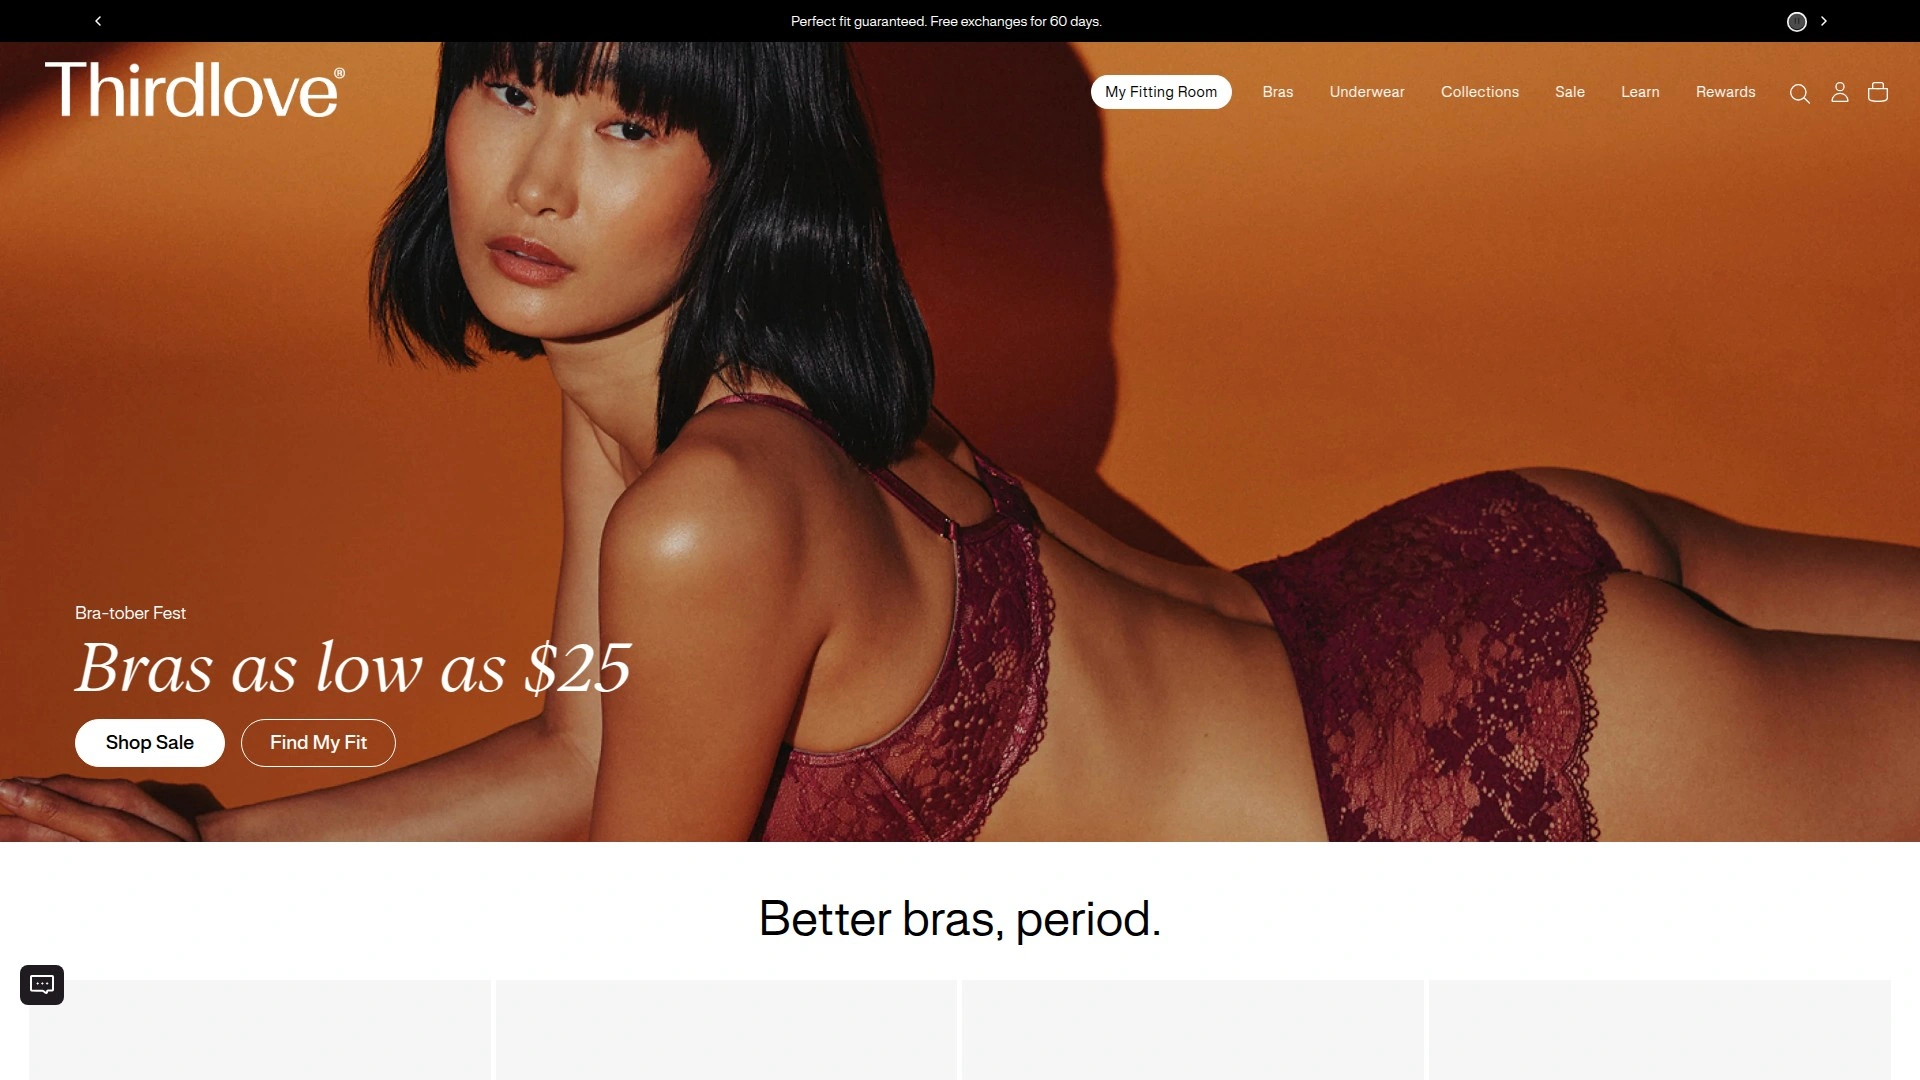 Perfect fit guaranteed. Free exchanges for 60 days.
Thirdlove®
My Fitting Room
Bras
Underwear
Collections
Sale
Learn
Rewards
Bra-tober Fest
Bras as low as $25
Shop Sale
Find My Fit
Better bras, period.